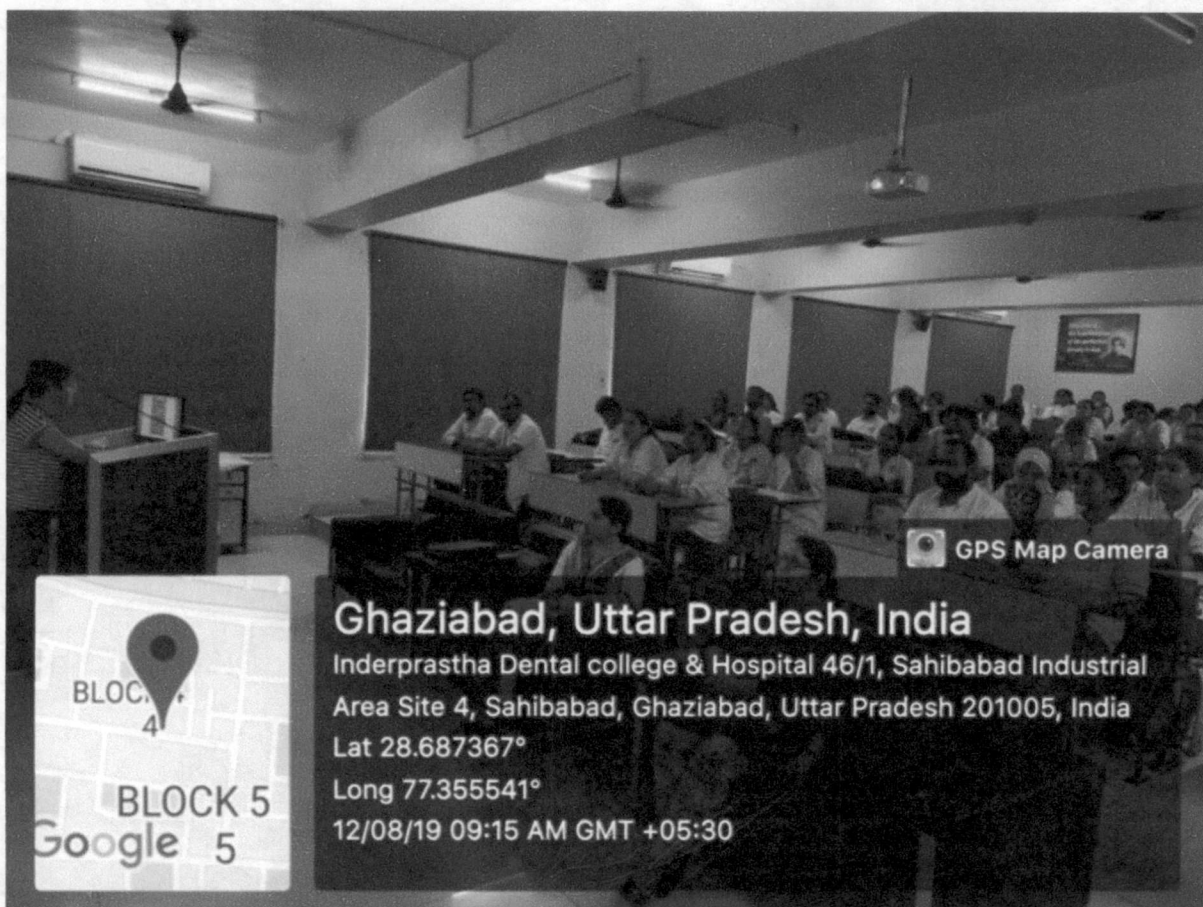 GPS Map Camera
BLOCK 4
4
BLOCK 5
5
Google
Ghaziabad, Uttar Pradesh, India
Inderprastha Dental college & Hospital 46/1, Sahibabad Industrial
Area Site 4, Sahibabad, Ghaziabad, Uttar Pradesh 201005, India
Lat 28.687367°
Long 77.355541°
12/08/19 09:15 AM GMT +05:30